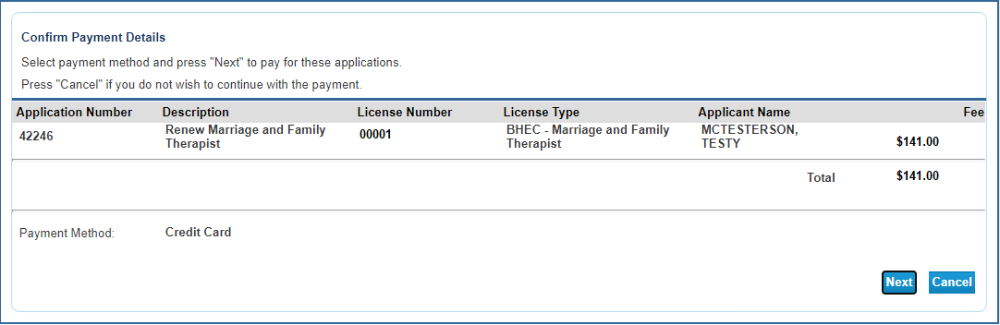 Confirm Payment Details
Select payment method and press "Next" to pay for these applications.
Press "Cancel" if you do not wish to continue with the payment.
Application Number Description License Number License Type Applicant Name Fee
42246 Renew Marriage and Family Therapist 00001 BHEC - Marriage and Family Therapist MCTESTERSON, TESTY $141.00
Total $141.00
Payment Method: Credit Card
Next Cancel